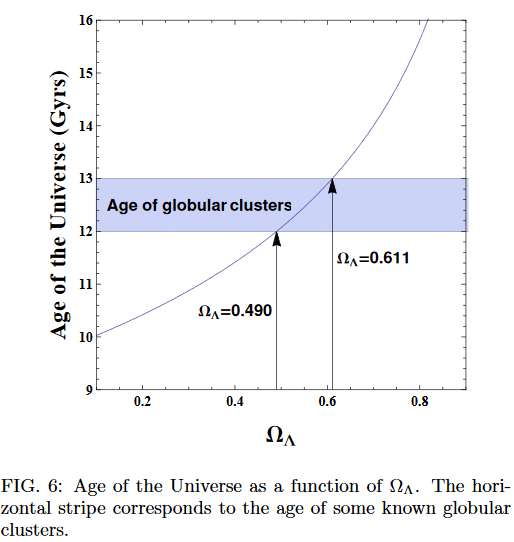 16
15
14
13
12
11
10
9
Age of the Universe (Gyrs)
Age of globular clusters
ΩΛ=0.611
ΩΛ=0.490
0.2 0.4 0.6 0.8
ΩΛ
FIG. 6: Age of the Universe as a function of ΩΛ. The hori-
zontal stripe corresponds to the age of some known globular
clusters.